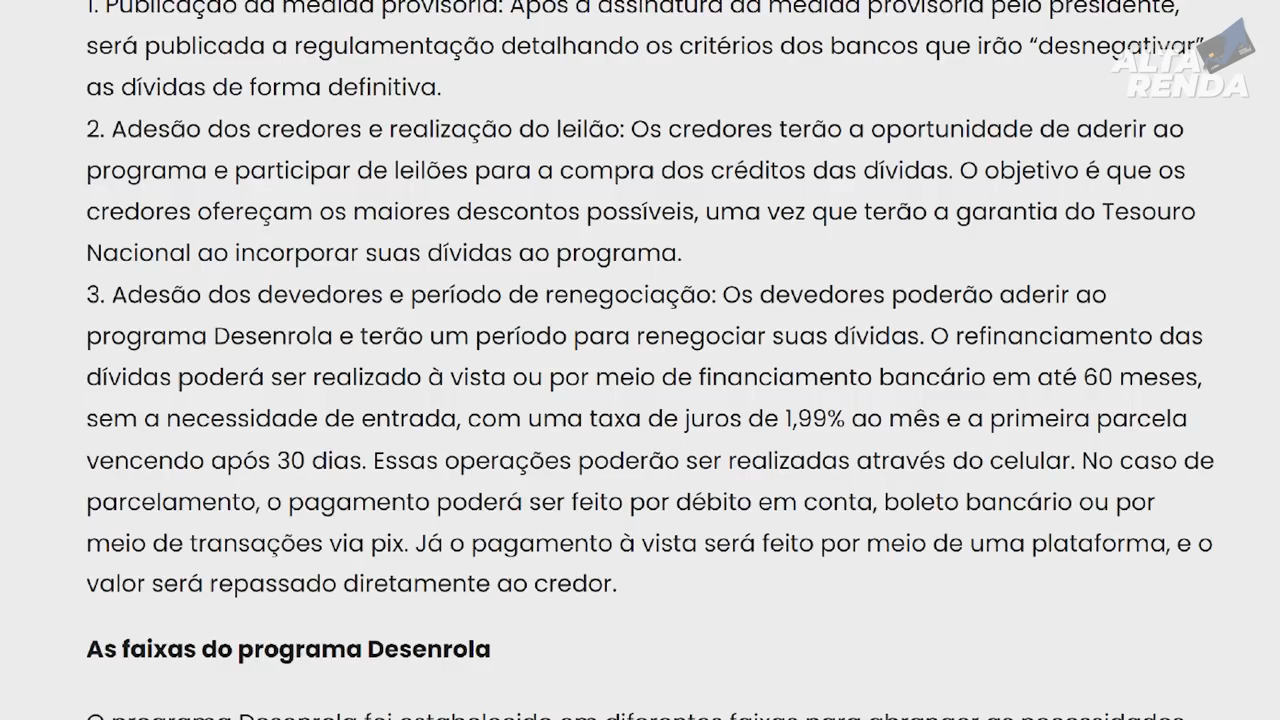 1. Publicação da medida provisória: Após a assinatura da medida provisória pelo presidente,
será publicada a regulamentação detalhando os critérios dos bancos que irão “desnegativar”
as dívidas de forma definitiva.
2. Adesão dos credores e realização do leilão: Os credores terão a oportunidade de aderir ao
programa e participar de leilões para a compra dos créditos das dívidas. O objetivo é que os
credores ofereçam os maiores descontos possíveis, uma vez que terão a garantia do Tesouro
Nacional ao incorporar suas dívidas ao programa.
3. Adesão dos devedores e período de renegociação: Os devedores poderão aderir ao
programa Desenrola e terão um período para renegociar suas dívidas. O refinanciamento das
dívidas poderá ser realizado à vista ou por meio de financiamento bancário em até 60 meses,
sem a necessidade de entrada, com uma taxa de juros de 1,99% ao mês e a primeira parcela
vencendo após 30 dias. Essas operações poderão ser realizadas através do celular. No caso de
parcelamento, o pagamento poderá ser feito por débito em conta, boleto bancário ou por
meio de transações via pix. Já o pagamento à vista será feito por meio de uma plataforma, e o
valor será repassado diretamente ao credor.
As faixas do programa Desenrola
O programa Desenrola foi estabelecido em diferentes faixas para abranger as necessidades
ALTA
RENDA